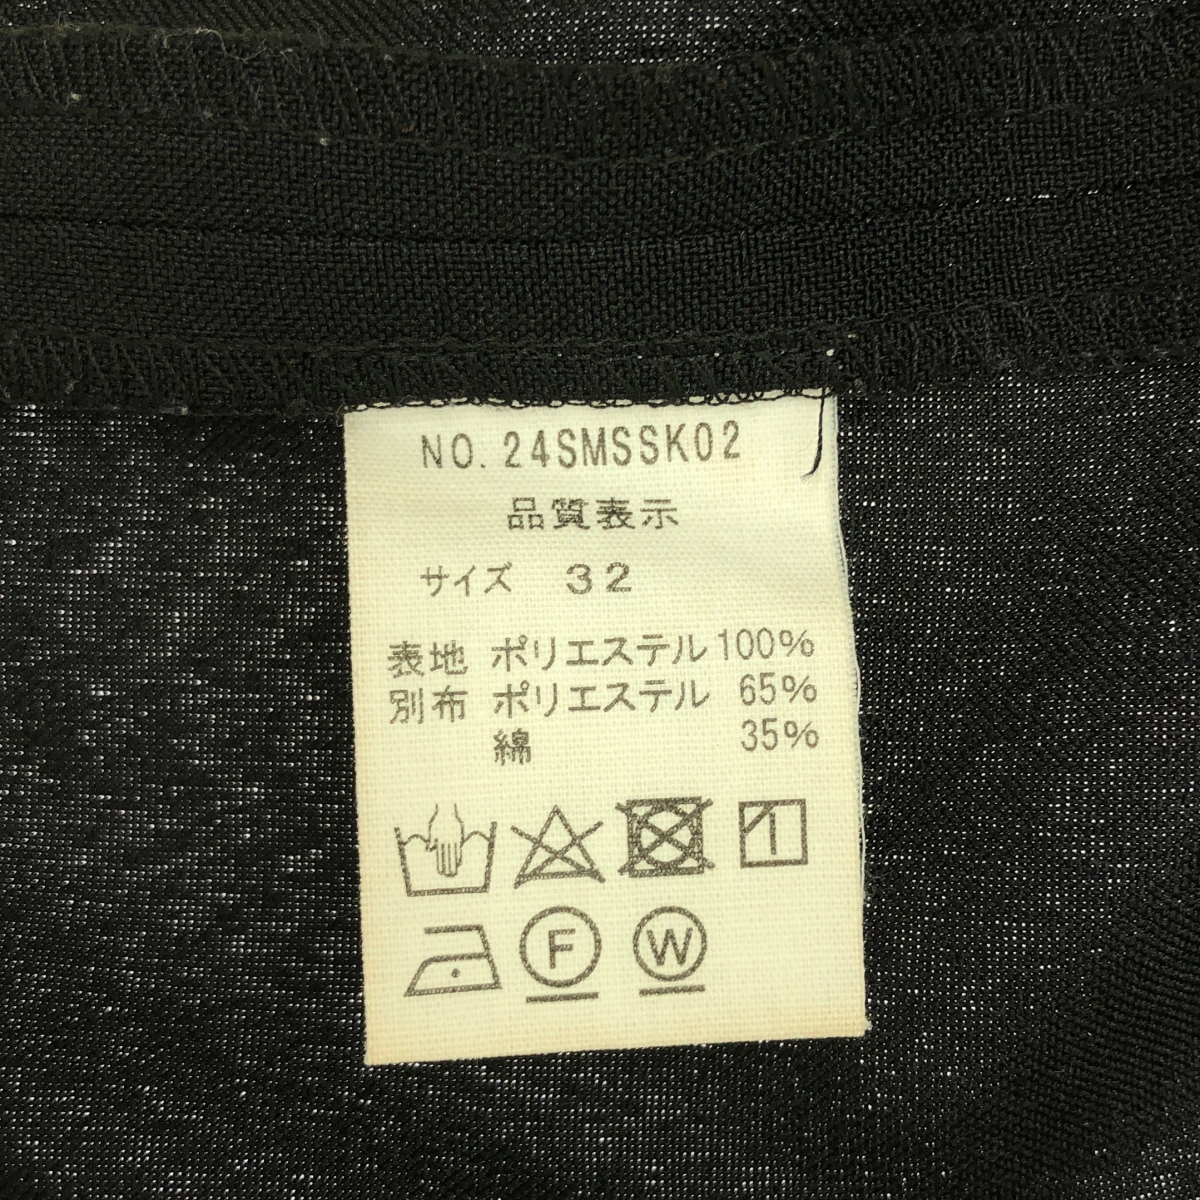 NO. 24SMSSK02
品質表示
サイズ 32
表地 ポリエステル 100%
別布 ポリエステル 65%
綿 35%
F W